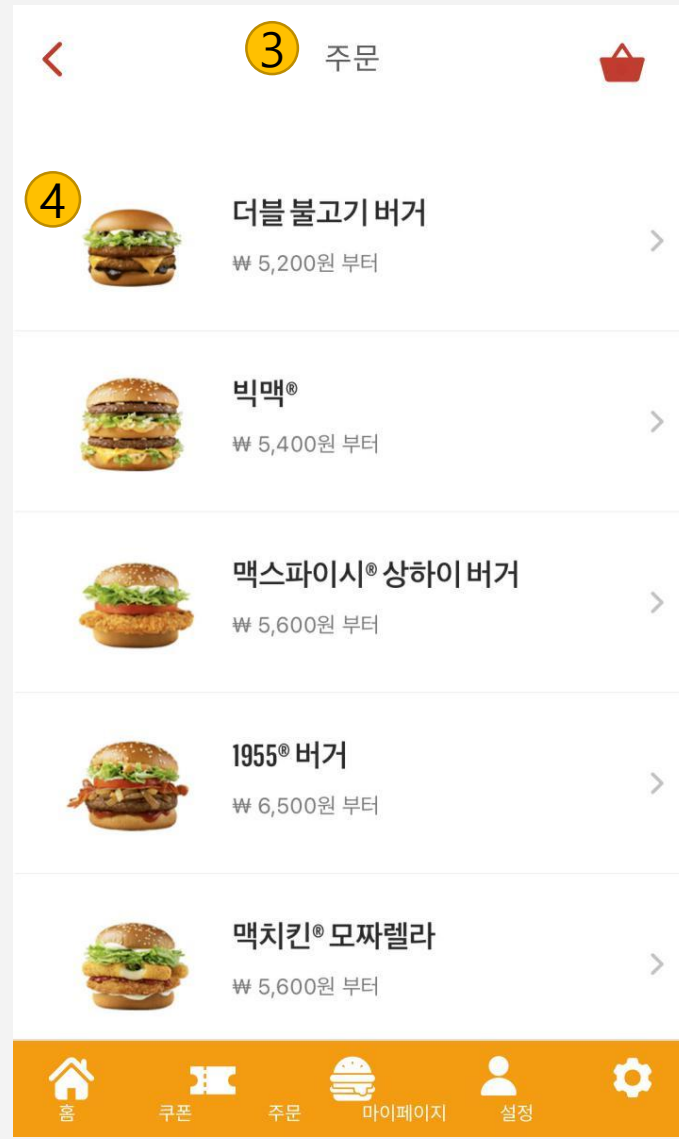 3 주문
4
더블 불고기 버거
₩ 5,200원 부터
빅맥®
₩ 5,400원 부터
맥스파이시® 상하이 버거
₩ 5,600원 부터
1955® 버거
₩ 6,500원 부터
맥치킨® 모짜렐라
₩ 5,600원 부터
홈 쿠폰 주문 마이페이지 설정